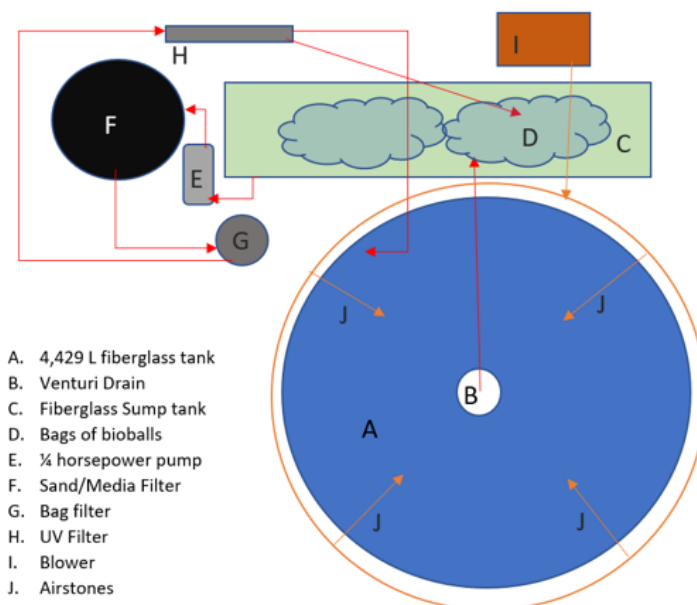 I
H
F
D
C
E
G
J
J
B
A
J
J
A. 4,429 L fiberglass tank
B. Venturi Drain
C. Fiberglass Sump tank
D. Bags of bioballs
E. ¼ horsepower pump
F. Sand/Media Filter
G. Bag filter
H. UV Filter
I. Blower
J. Airstones